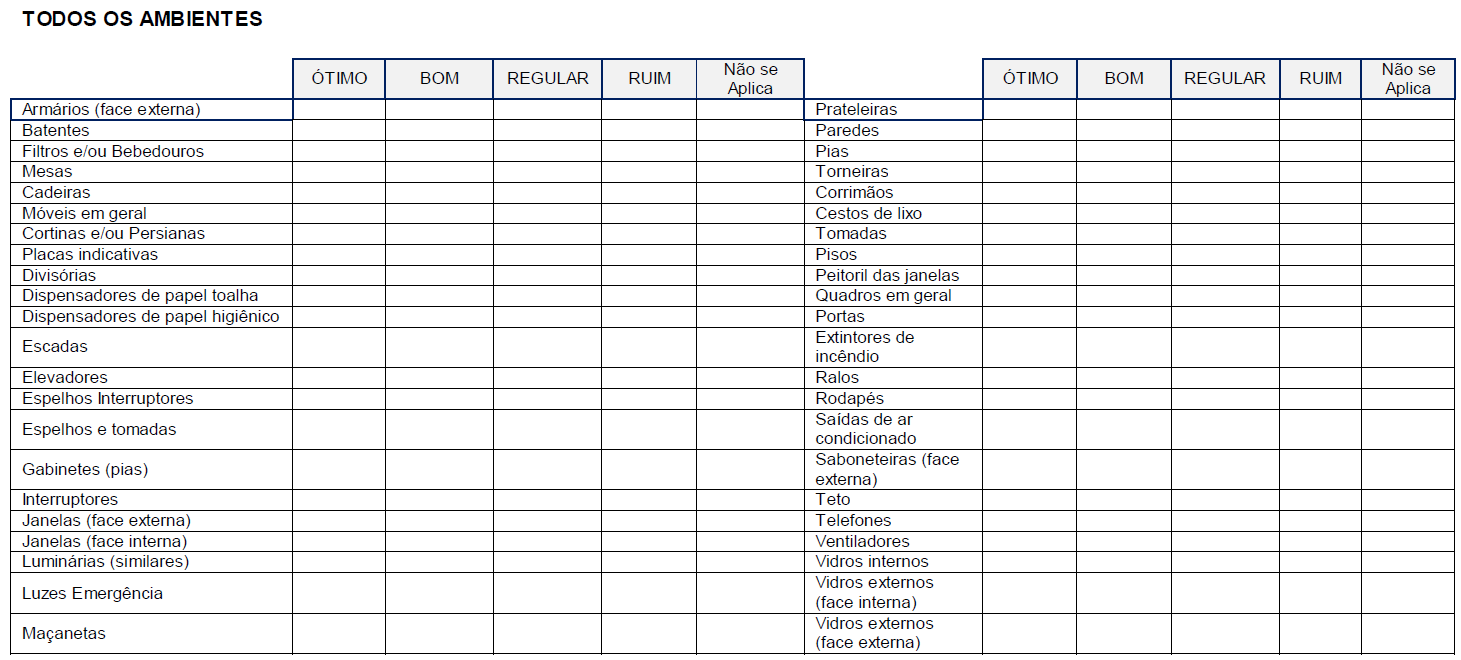 TODOS OS AMBIENTES
ÓTIMO BOM REGULAR RUIM Não se Aplica ÓTIMO BOM REGULAR RUIM Não se Aplica
Armários (face externa) Prateleiras
Batentes Paredes
Filtros e/ou Bebedouros Pias
Mesas Torneiras
Cadeiras Corrimãos
Móveis em geral Cestos de lixo
Cortinas e/ou Persianas Tomadas
Placas indicativas Pisos
Divisórias Peitoril das janelas
Dispensadores de papel toalha Quadros em geral
Dispensadores de papel higiênico Portas
Escadas Extintores de incêndio
Elevadores Ralos
Espelhos Interruptores Rodapés
Espelhos e tomadas Saídas de ar condicionado
Gabinetes (pias) Saboneteiras (face externa)
Interruptores Teto
Janelas (face externa) Telefones
Janelas (face interna) Ventiladores
Luminárias (similares) Vidros internos
Luzes Emergência Vidros externos (face interna)
Maçanetas Vidros externos (face externa)